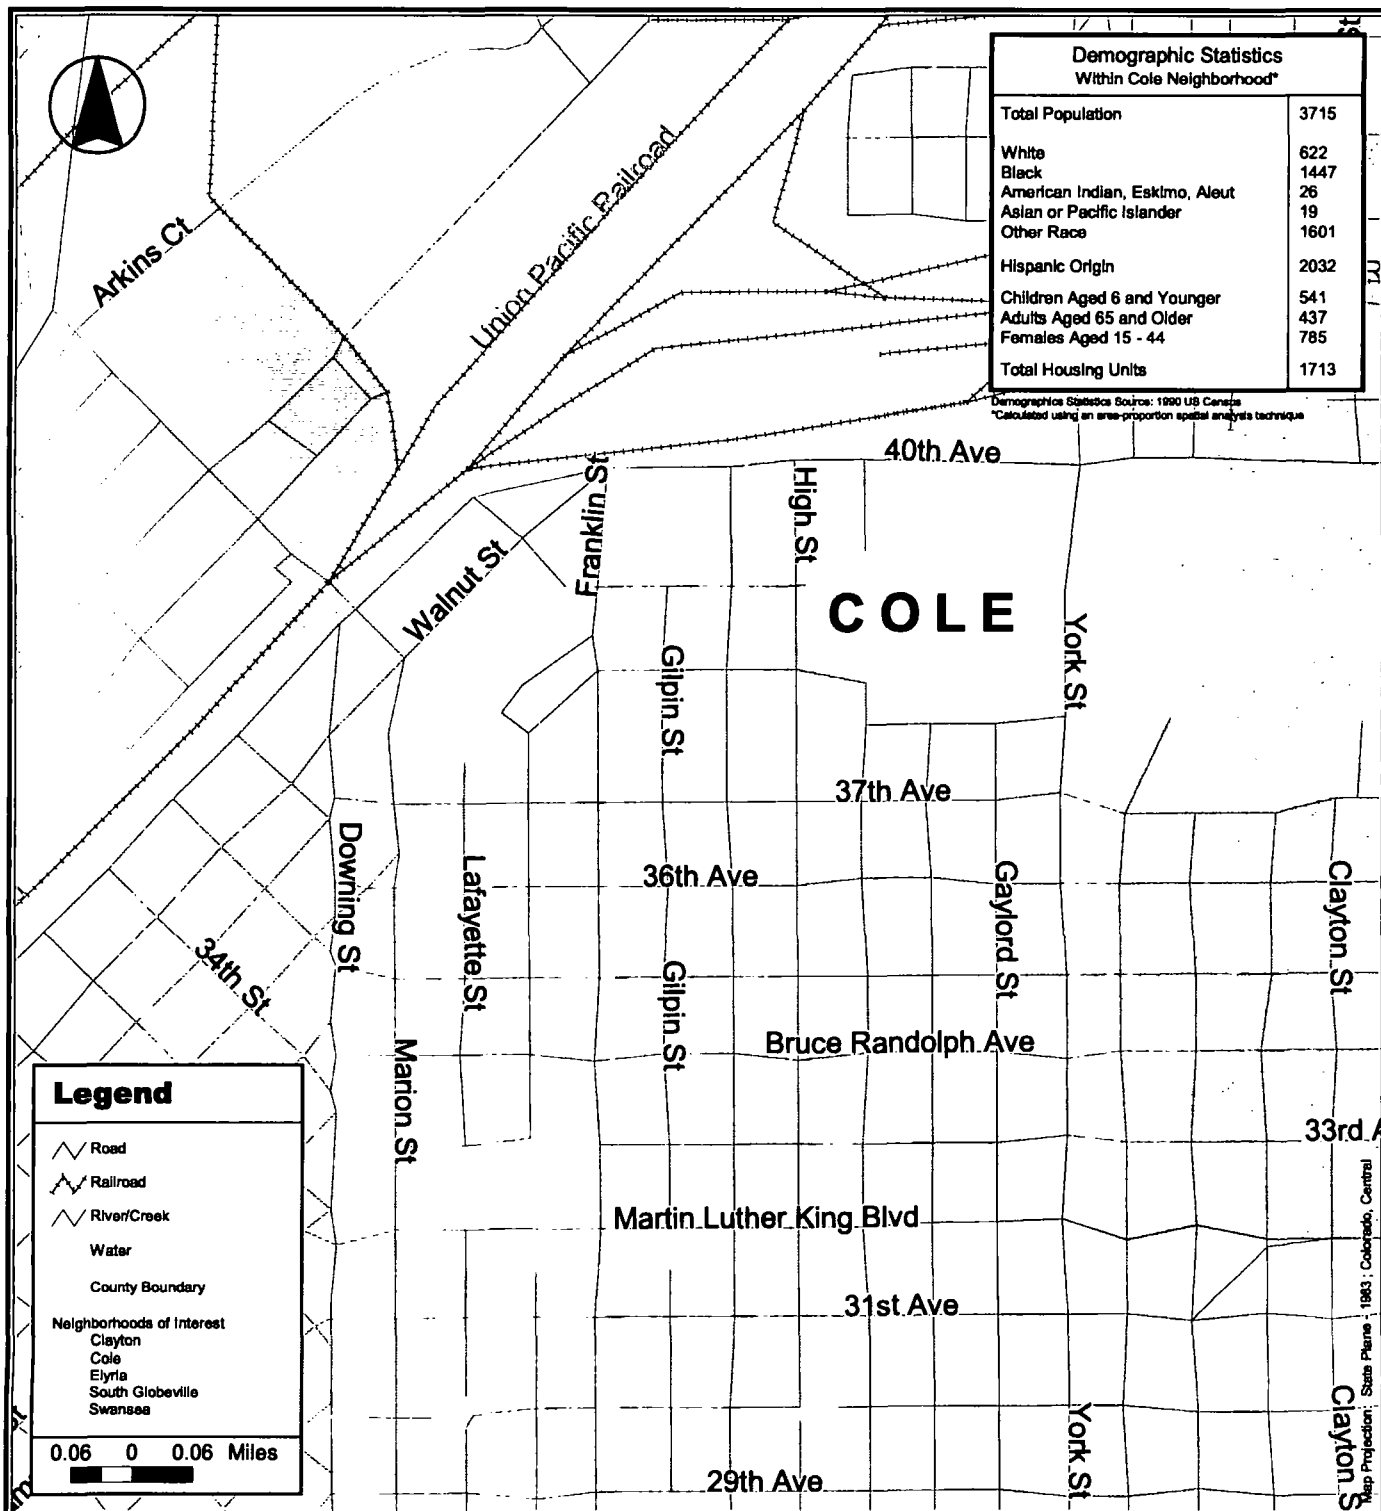 Demographic Statistics
Within Cole Neighborhood*
Total Population 3715
White 622
Black 1447
American Indian, Eskimo, Aleut 26
Asian or Pacific Islander 19
Other Race 1601
Hispanic Origin 2032
Children Aged 6 and Younger 541
Adults Aged 65 and Older 437
Females Aged 15 - 44 785
Total Housing Units 1713
Demographics Statistics Source: 1990 US Census
*Calculated using an area-proportion spatial analysis technique
Arkins Ct
Union Pacific Railroad
40th Ave
Franklin St
High St
Walnut St
COLE
York St
Gilpin St
37th Ave
36th Ave
Downing St
Lafayette St
Gaylord St
Clayton St
34th St
Gilpin St
Bruce Randolph Ave
Marion St
33rd A
Martin Luther King Blvd
31st Ave
York St
Clayton S
29th Ave
Legend
Road
Railroad
River/Creek
Water
County Boundary
Neighborhoods of Interest
Clayton
Cole
Elyria
South Globeville
Swansea
0.06 0 0.06 Miles
Map Projection: State Plane - 1983; Colorado, Central